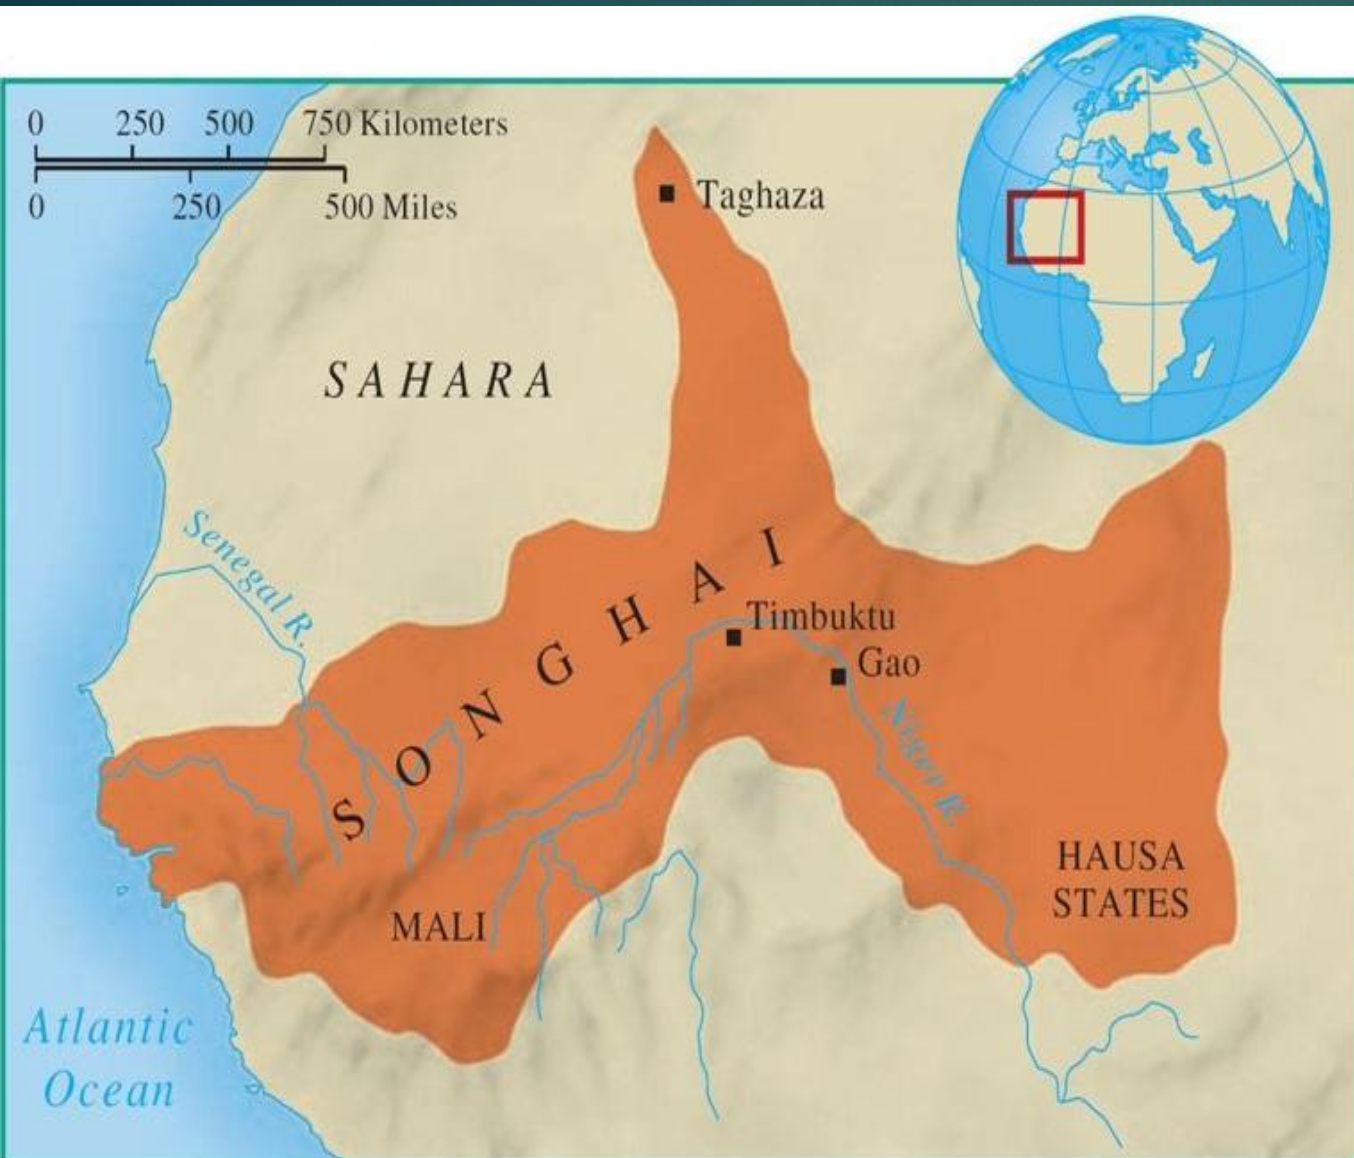 0 250 500 750 Kilometers
0 250 500 Miles
Taghaza
SAHARA
Senegal R.
SONGHAI
Timbuktu
Gao
Niger R.
HAUSA
STATES
MALI
Atlantic
Ocean